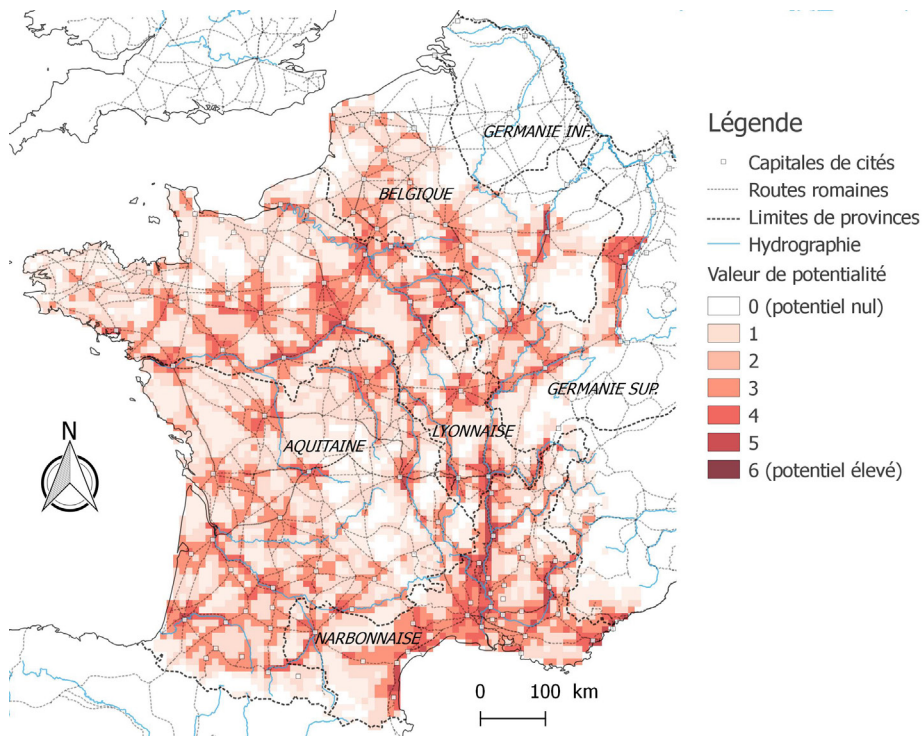 GERMANIE INF.
BELGIQUE
GERMANIE SUP.
LYONNAISE
AQUITAINE
NARBONNAISE
N
0 100 km
Légende
Capitales de cités
Routes romaines
Limites de provinces
Hydrographie
Valeur de potentialité
0 (potentiel nul)
1
2
3
4
5
6 (potentiel élevé)